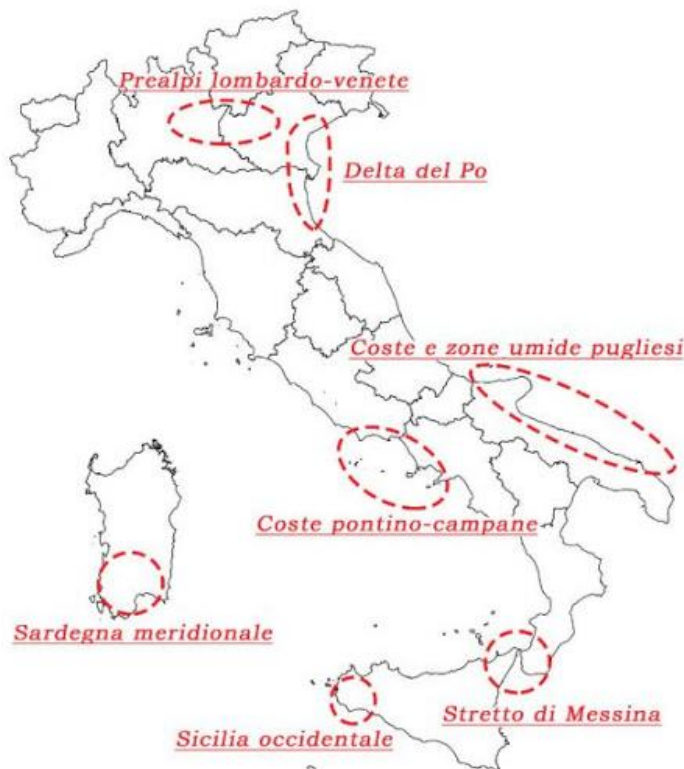 Prealpi lombardo-venete
Delta del Po
Coste e zone umide pugliesi
Coste pontino-campane
Sardegna meridionale
Stretto di Messina
Sicilia occidentale